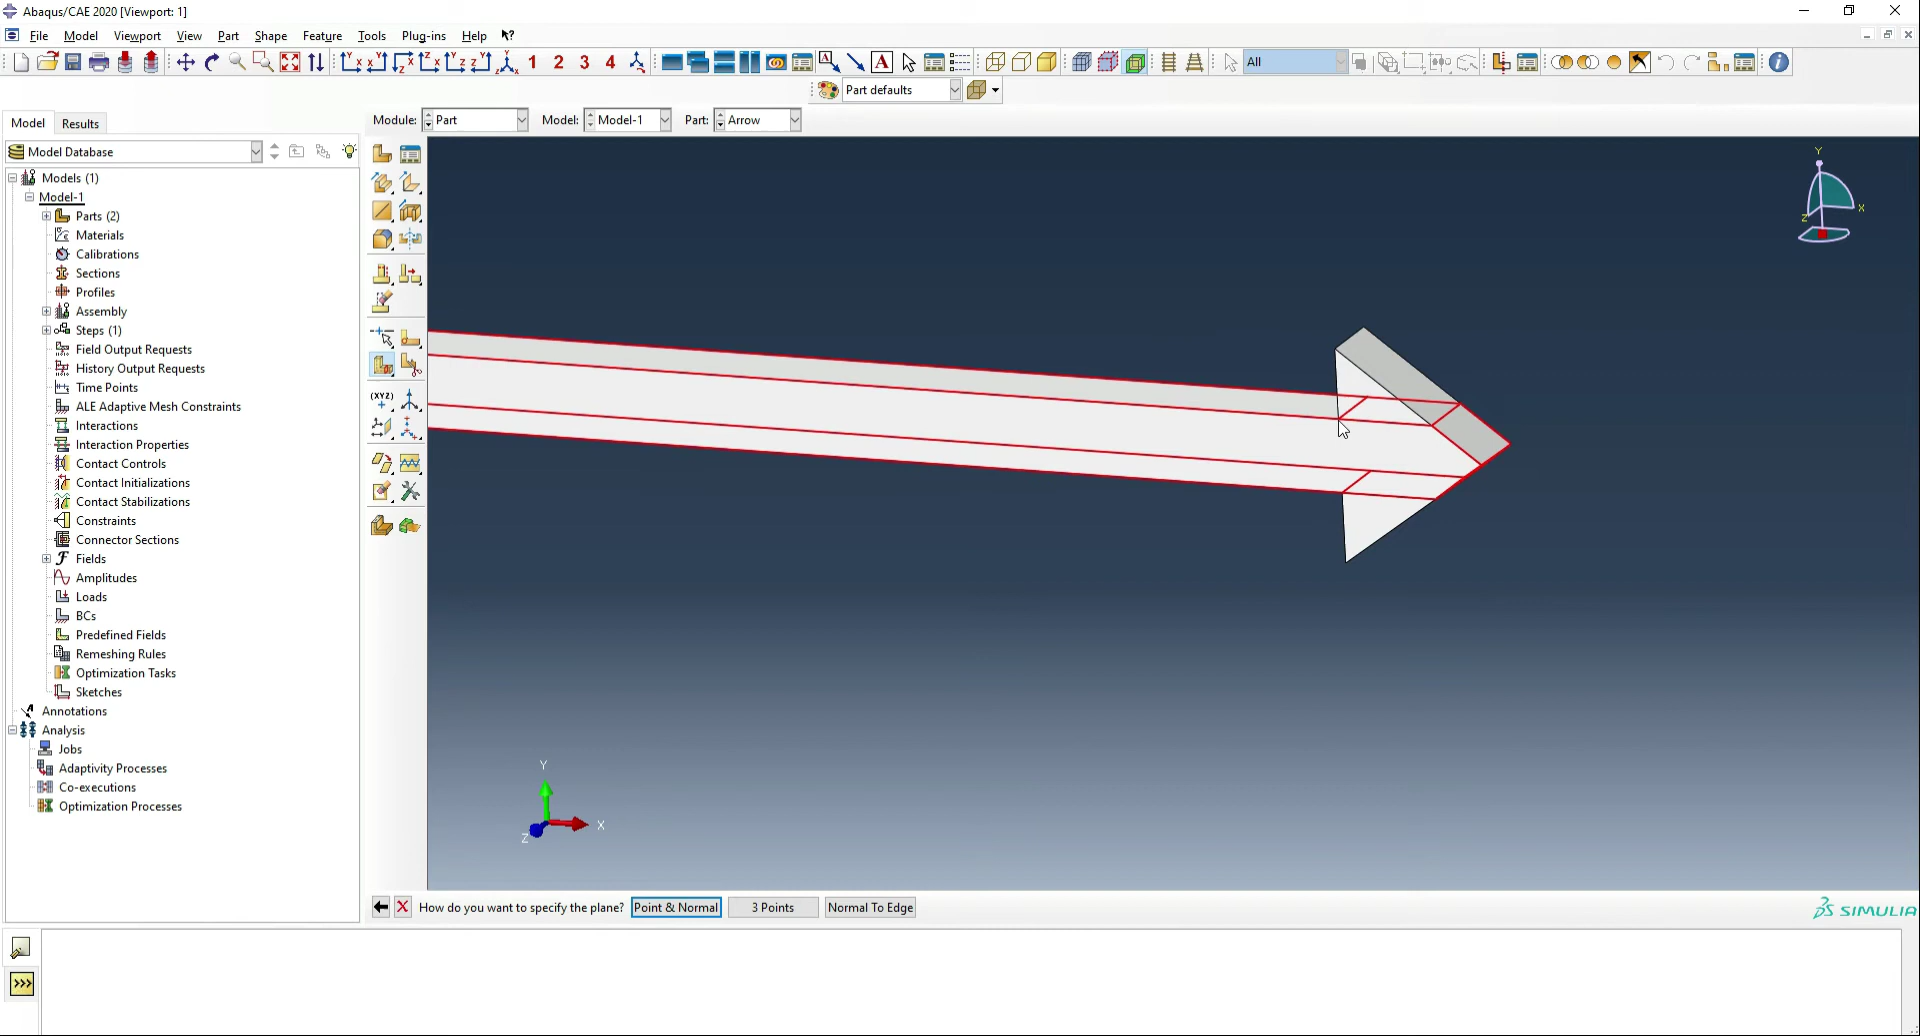 Abaqus/CAE 2020 [Viewport: 1]
File Model Viewport View Part Shape Feature Tools Plug-ins Help
1 2 3 4 A All
Part defaults
Model Results Module: Part Model: Model-1 Part: Arrow
Model Database
Models (1)
Model-1
Parts (2)
Materials
Calibrations
Sections
Profiles
Assembly
Steps (1)
Field Output Requests
History Output Requests
Time Points
ALE Adaptive Mesh Constraints
Interactions
Interaction Properties
Contact Controls
Contact Initializations
Contact Stabilizations
Constraints
Connector Sections
Fields
Amplitudes
Loads
BCs
Predefined Fields
Remeshing Rules
Optimization Tasks
Sketches
Annotations
Analysis
Jobs
Adaptivity Processes
Co-executions
Optimization Processes
(XYZ)
Y
X
Z
Y
X
Z
How do you want to specify the plane? Point & Normal 3 Points Normal To Edge
SIMULIA
>>>